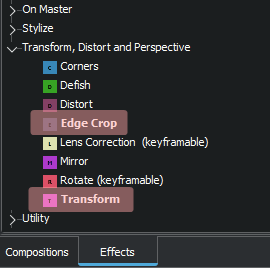 On Master
Stylize
Transform, Distort and Perspective
C Corners
D Defish
D Distort
Edge Crop
L Lens Correction (keyframable)
M Mirror
R Rotate (keyframable)
T Transform
Utility
Compositions Effects